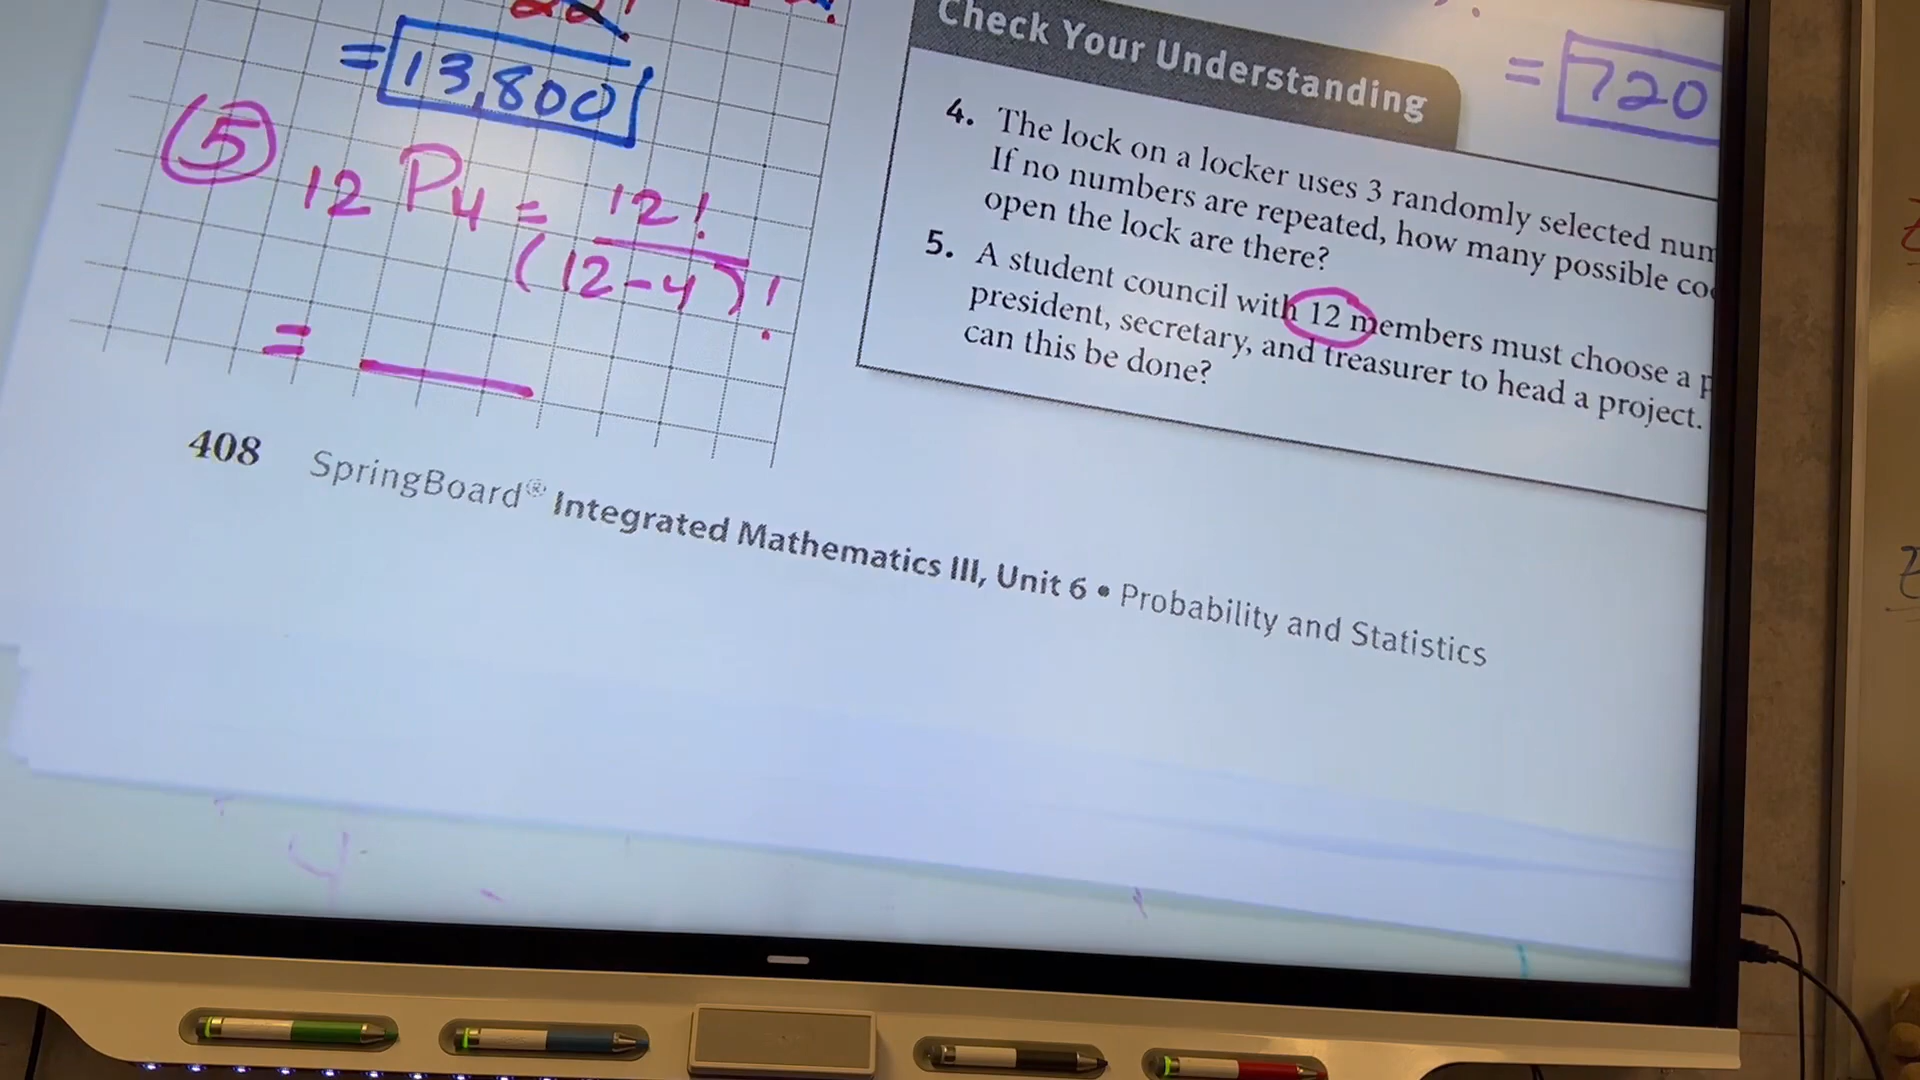 = 13,800
5 12 P4 = 12!
(12-4)!
=
Check Your Understanding
= 720
4. The lock on a locker uses 3 randomly selected num
If no numbers are repeated, how many possible co
open the lock are there?
5. A student council with 12 members must choose a p
president, secretary, and treasurer to head a project.
can this be done?
408 SpringBoard® Integrated Mathematics III, Unit 6 • Probability and Statistics